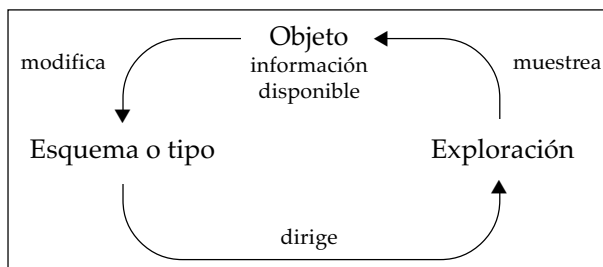 Objeto
modifica
información
muestrea
disponible
Esquema o tipo
Exploración
dirige